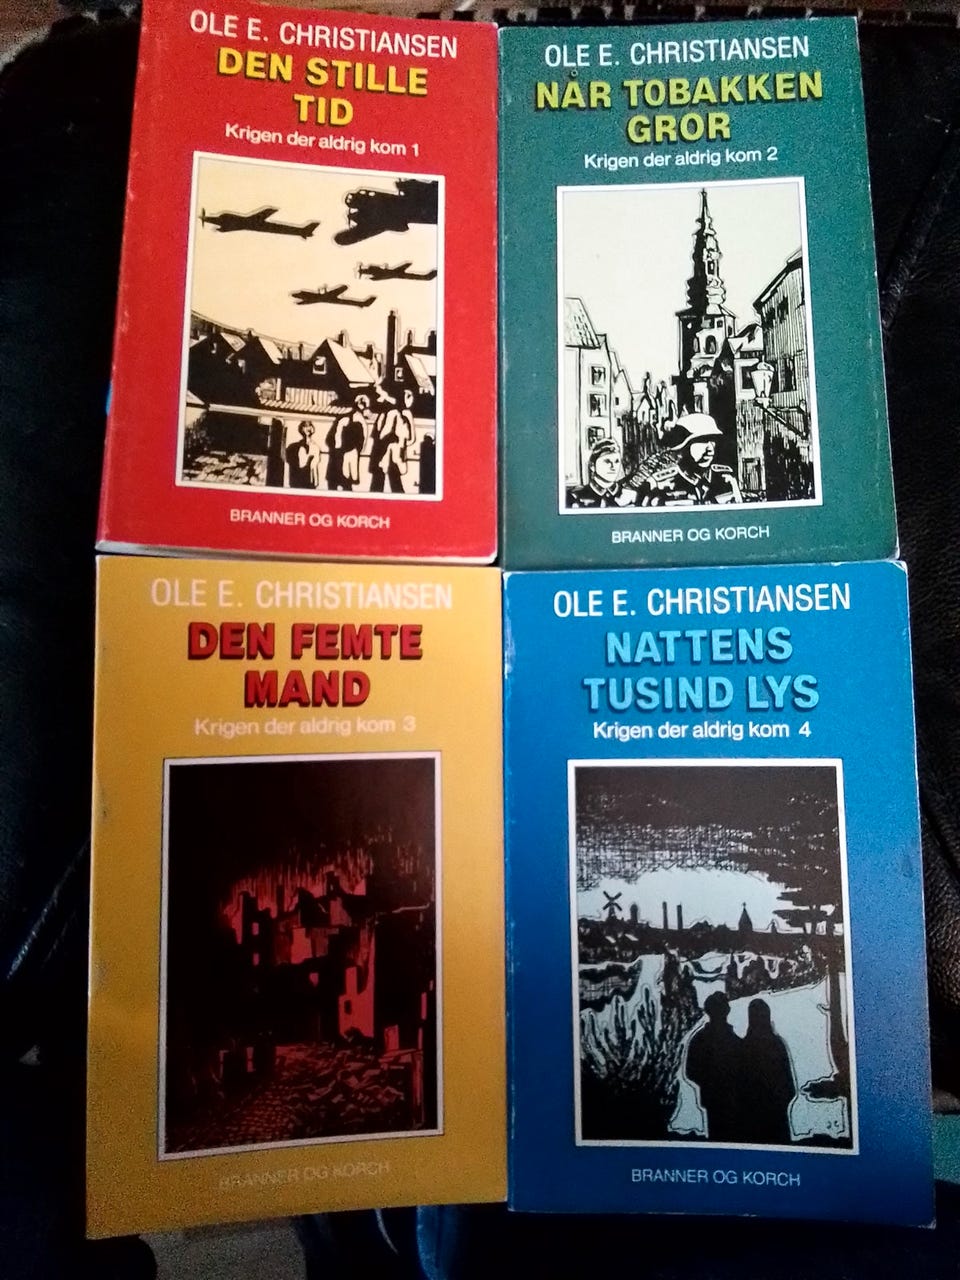 OLE E. CHRISTIANSEN
DEN STILLE
TID
Krigen der aldrig kom 1
BRANNER OG KORCH
OLE E. CHRISTIANSEN
NÅR TOBAKKEN
GROR
Krigen der aldrig kom 2
BRANNER OG KORCH
OLE E. CHRISTIANSEN
DEN FEMTE
MAND
Krigen der aldrig kom 3
BRANNER OG KORCH
OLE E. CHRISTIANSEN
NATTENS
TUSIND LYS
Krigen der aldrig kom 4
BRANNER OG KORCH